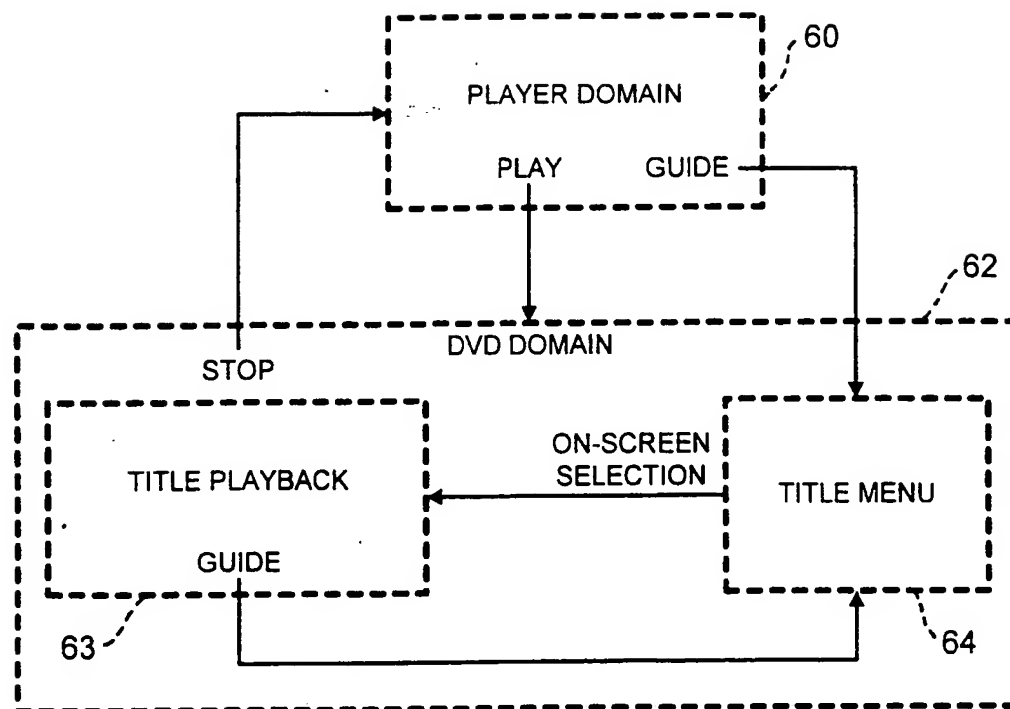 60
PLAYER DOMAIN
PLAY GUIDE
62
DVD DOMAIN
STOP
ON-SCREEN
SELECTION
TITLE PLAYBACK
TITLE MENU
GUIDE
63
64